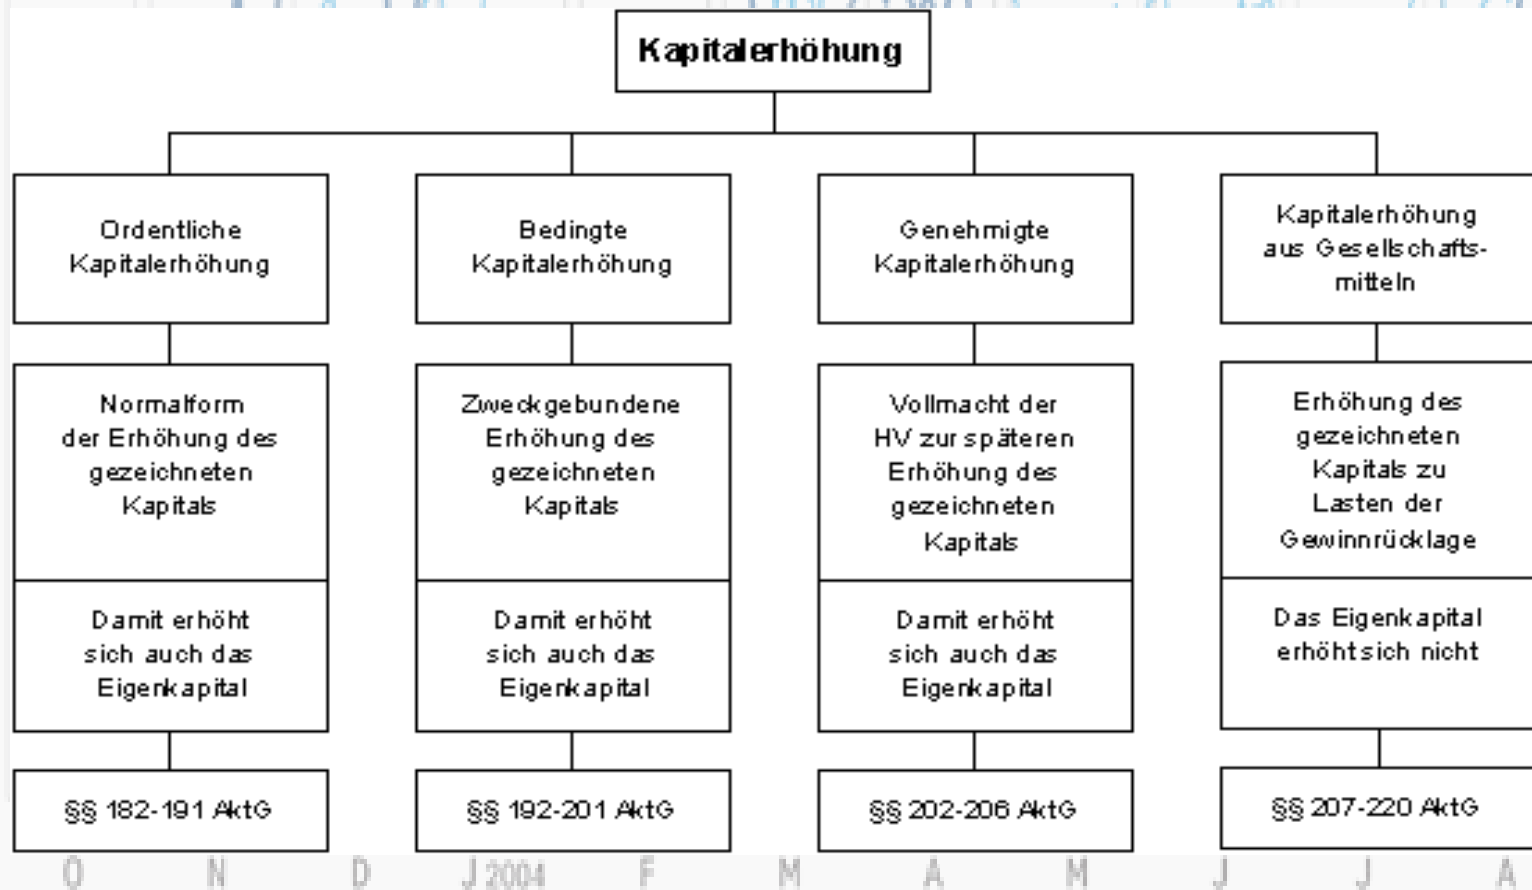 Kapitalerhöhung
Ordentliche
Kapitalerhöhung
Normalform
der Erhöhung des
gezeichneten
Kapitals
Damit erhöht
sich auch das
Eigenkapital
§§ 182-191 AktG
Bedingte
Kapitalerhöhung
Zweckgebundene
Erhöhung des
gezeichneten
Kapitals
Damit erhöht
sich auch das
Eigenkapital
§§ 192-201 AktG
Genehmigte
Kapitalerhöhung
Vollmacht der
HV zur späteren
Erhöhung des
gezeichneten
Kapitals
Damit erhöht
sich auch das
Eigenkapital
§§ 202-206 AktG
Kapitalerhöhung
aus Gesellschafts-
mitteln
Erhöhung des
gezeichneten
Kapitals zu
Lasten der
Gewinnrücklage
Das Eigenkapital
erhöht sich nicht
§§ 207-220 AktG
O N D J 2004 F M A M J J A